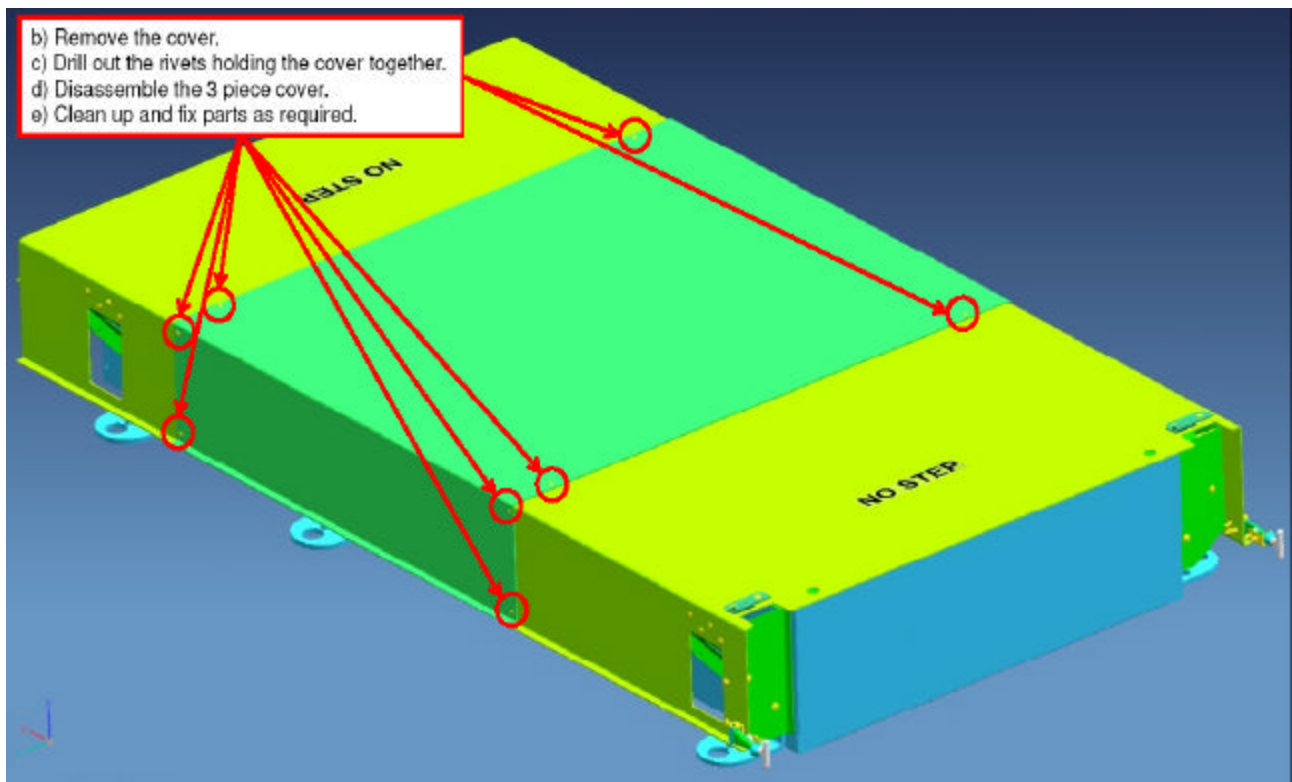 b) Remove the cover.
c) Drill out the rivets holding the cover together.
d) Disassemble the 3 piece cover.
e) Clean up and fix parts as required.
NO STEP
NO STEP